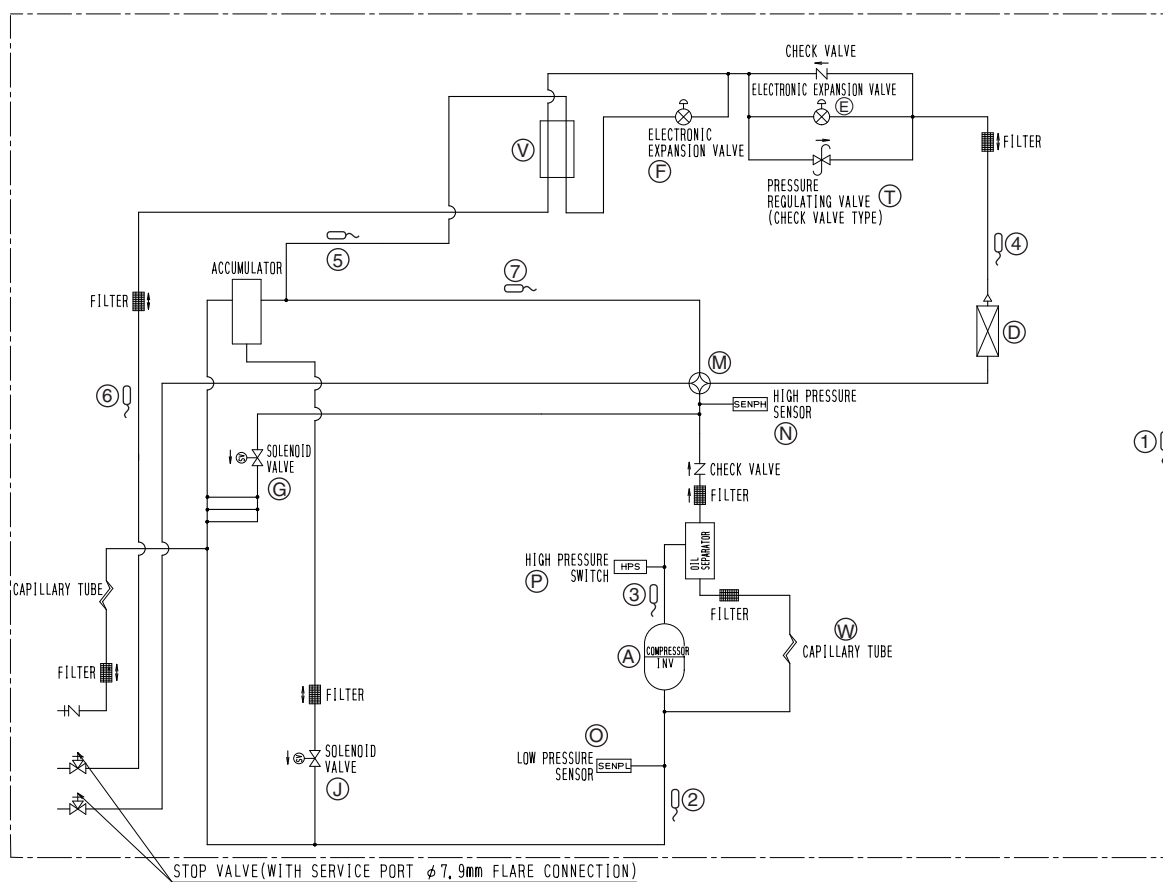 CHECK VALVE
ELECTRONIC EXPANSION VALVE
E
ELECTRONIC
EXPANSION VALVE
F
V
FILTER
PRESSURE
REGULATING VALVE
(CHECK VALVE TYPE)
T
4
5
ACCUMULATOR
7
FILTER
D
M
6
SENPH
HIGH PRESSURE
SENSOR
N
1
SOLENOID
VALVE
G
CHECK VALVE
FILTER
OIL
SEPARATOR
HIGH PRESSURE
SWITCH
P
HPS
CAPILLARY TUBE
3
FILTER
W
CAPILLARY TUBE
A
COMPRESSOR
INV
FILTER
FILTER
O
LOW PRESSURE
SENSOR
SENPL
SOLENOID
VALVE
J
2
STOP VALVE(WITH SERVICE PORT φ7.9mm FLARE CONNECTION)